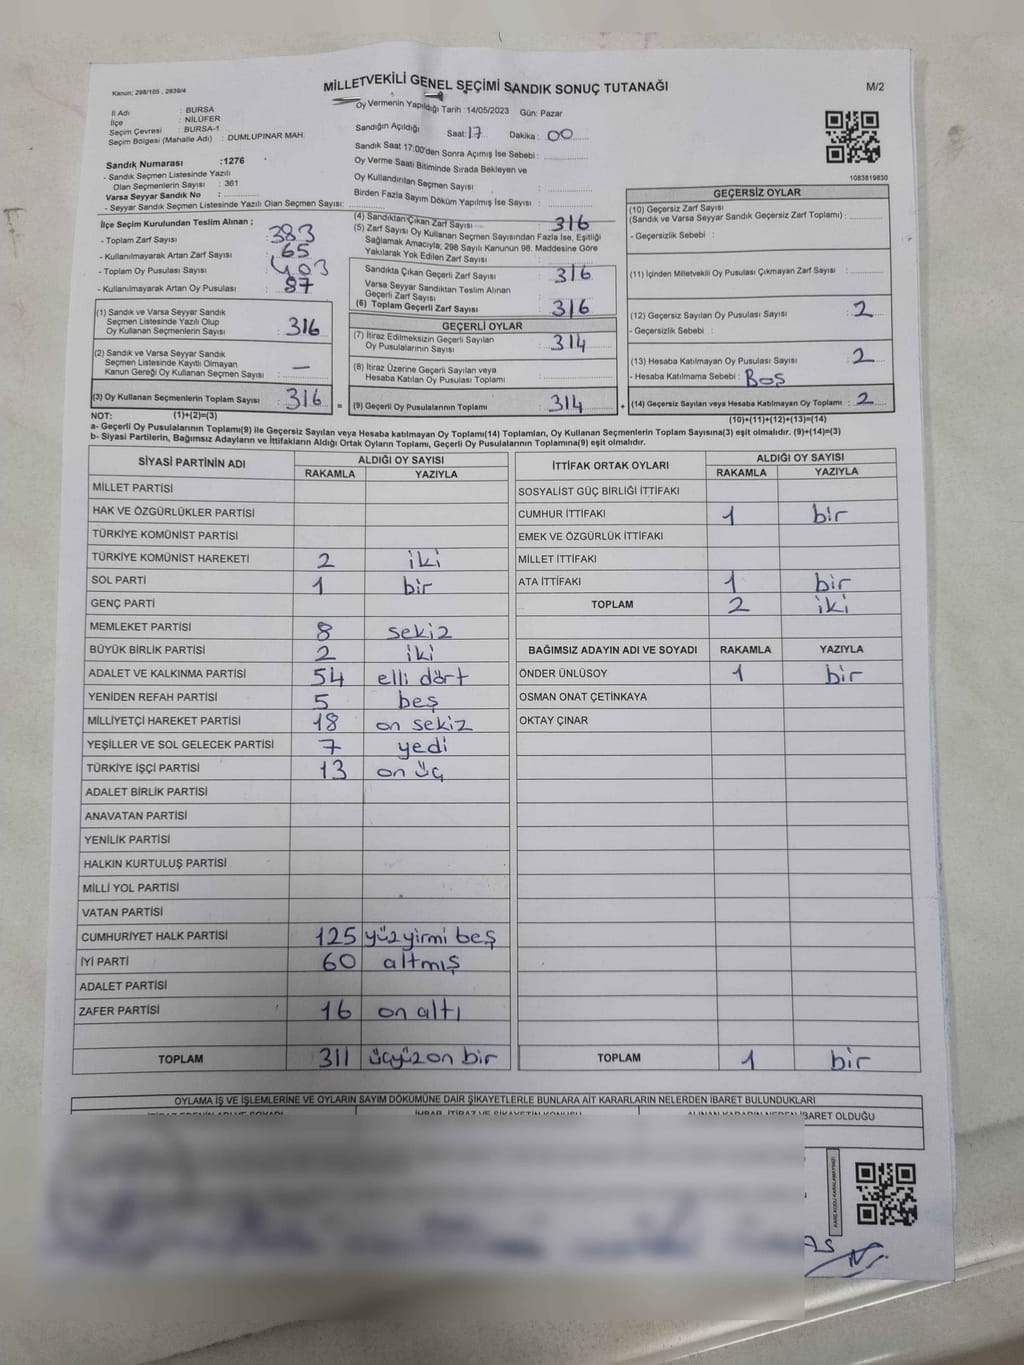 Kanun: 298/105 , 2839/4
MİLLETVEKİLİ GENEL SEÇİMİ SANDIK SONUÇ TUTANAĞI
M/2
İl Adı : BURSA
İlçe : NİLÜFER
Seçim Çevresi : BURSA-1
Seçim Bölgesi (Mahalle Adı) : DUMLUPINAR MAH.
Oy Vermenin Yapıldığı Tarih :14/05/2023 Gün: Pazar
Sandığın Açıldığı Saat: 17 Dakika : 00
Sandık Saat 17:00'den Sonra Açımış İse Sebebi :
Oy Verme Saati Bitiminde Sırada Bekleyen ve
Oy Kullandırılan Seçmen Sayısı :
Birden Fazla Sayım Döküm Yapılmış İse Sayısı :
1083819830
Sandık Numarası :1276
- Sandık Seçmen Listesinde Yazılı
Olan Seçmenlerin Sayısı : 361
Varsa Seyyar Sandık No :
- Seyyar Sandık Listesinde Yazılı Olan Seçmen Sayısı:
İlçe Seçim Kurulundan Teslim Alınan ;
- Toplam Zarf Sayısı : 383
- Kullanılmayarak Artan Zarf Sayısı : 65
- Toplam Oy Pusulası Sayısı : 403
- Kullanılmayarak Artan Oy Pusulası : 87
(1) Sandık ve Varsa Seyyar Sandık
Seçmen Listesinde Yazılı Olup
Oy Kullanan Seçmenlerin Sayısı : 316
(2) Sandık ve Varsa Seyyar Sandık
Seçmen Listesinde Kayıtlı Olmayan
Kanun Gereği Oy Kullanan Seçmen Sayısı : —
(3) Oy Kullanan Seçmenlerin Toplam Sayısı : 316 =
(4) Sandıktan Çıkan Zarf Sayısı : 316
(5) Zarf Sayısı Oy Kullanan Seçmen Sayısından Fazla İse, Eşitliği
Sağlamak Amacıyla; 298 Sayılı Kanunun 98. Maddesine Göre
Yakılarak Yok Edilen Zarf Sayısı :
Sandıkta Çıkan Geçerli Zarf Sayısı : 316
Varsa Seyyar Sandıktan Teslim Alınan
Geçerli Zarf Sayısı :
(6) Toplam Geçerli Zarf Sayısı : 316
GEÇERLİ OYLAR
(7) İtiraz Edilmeksizin Geçerli Sayılan
Oy Pusulalarının Sayısı : 314
(8) İtiraz Üzerine Geçerli Sayılan veya
Hesaba Katılan Oy Pusulası Toplamı :
(9) Geçerli Oy Pusulalarının Toplamı : 314 +
GEÇERSİZ OYLAR
(10) Geçersiz Zarf Sayısı
(Sandık ve Varsa Seyyar Sandık Geçersiz Zarf Toplamı) :
- Geçersizlik Sebebi :
(11) İçinden Milletvekili Oy Pusulası Çıkmayan Zarf Sayısı :
(12) Geçersiz Sayılan Oy Pusulası Sayısı : 2
- Geçersizlik Sebebi :
(13) Hesaba Katılmayan Oy Pusulası Sayısı : 2
- Hesaba Katılmama Sebebi : Boş
(14) Geçersiz Sayılan veya Hesaba Katılmayan Oy Toplamı : 2
NOT: (1)+(2)=(3) (10)+(11)+(12)+(13)=(14)
a- Geçerli Oy Pusulalarının Toplamı(9) ile Geçersiz Sayılan veya Hesaba katılmayan Oy Toplamı(14) Toplamları, Oy Kullanan Seçmenlerin Toplam Sayısına(3) eşit olmalıdır. (9)+(14)=(3)
b- Siyasi Partilerin, Bağımsız Adayların ve İttifakların Aldığı Ortak Oyların Toplamı, Geçerli Oy Pusulalarının Toplamına(9) eşit olmalıdır.
SİYASİ PARTİNİN ADI ALDIĞI OY SAYISI
RAKAMLA YAZIYLA
MİLLET PARTİSİ
HAK VE ÖZGÜRLÜKLER PARTİSİ
TÜRKİYE KOMÜNİST PARTİSİ
TÜRKİYE KOMÜNİST HAREKETİ 2 iki
SOL PARTİ 1 bir
GENÇ PARTİ
MEMLEKET PARTİSİ 8 sekiz
BÜYÜK BİRLİK PARTİSİ 2 iki
ADALET VE KALKINMA PARTİSİ 54 elli dört
YENİDEN REFAH PARTİSİ 5 beş
MİLLİYETÇİ HAREKET PARTİSİ 18 on sekiz
YEŞİLLER VE SOL GELECEK PARTİSİ 7 yedi
TÜRKİYE İŞÇİ PARTİSİ 13 on üç
ADALET BİRLİK PARTİSİ
ANAVATAN PARTİSİ
YENİLİK PARTİSİ
HALKIN KURTULUŞ PARTİSİ
MİLLİ YOL PARTİSİ
VATAN PARTİSİ
CUMHURİYET HALK PARTİSİ 125 yüzyirmi beş
İYİ PARTİ 60 altmış
ADALET PARTİSİ
ZAFER PARTİSİ 16 on altı
TOPLAM 311 üçyüz on bir
İTTİFAK ORTAK OYLARI ALDIĞI OY SAYISI
RAKAMLA YAZIYLA
SOSYALİST GÜÇ BİRLİĞİ İTTİFAKI
CUMHUR İTTİFAKI 1 bir
EMEK VE ÖZGÜRLÜK İTTİFAKI
MİLLET İTTİFAKI
ATA İTTİFAKI 1 bir
TOPLAM 2 iki
BAĞIMSIZ ADAYIN ADI VE SOYADI RAKAMLA YAZIYLA
ÖNDER ÜNLÜSOY 1 bir
OSMAN ONAT ÇETİNKAYA
OKTAY ÇINAR
TOPLAM 1 bir
OYLAMA İŞ VE İŞLEMLERİNE VE OYLARIN SAYIM DÖKÜMÜNE DAİR ŞİKAYETLERLE BUNLARA AİT KARARLARIN NELERDEN İBARET BULUNDUKLARI
İHBAR, İTİRAZ VE ŞİKAYETİN KONUSU ALINAN KARARIN NEDEN İBARET OLDUĞU